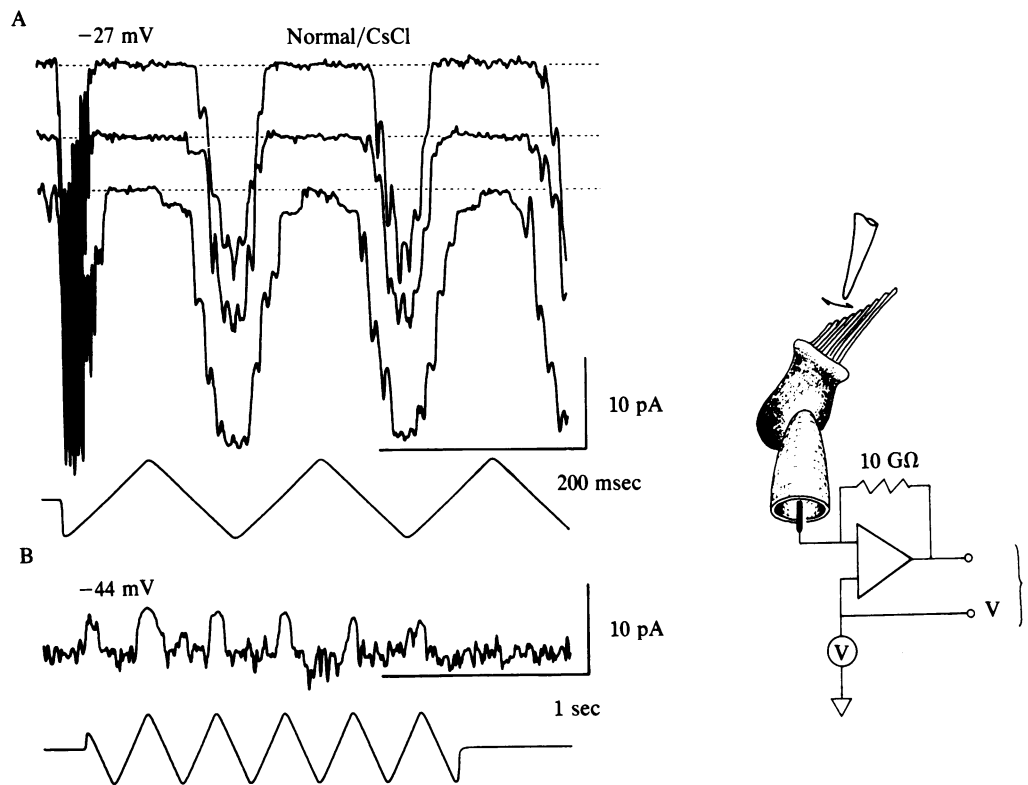 A
−27 mV
Normal/CsCl
10 pA
200 msec
B
−44 mV
10 pA
1 sec
10 GΩ
V
V